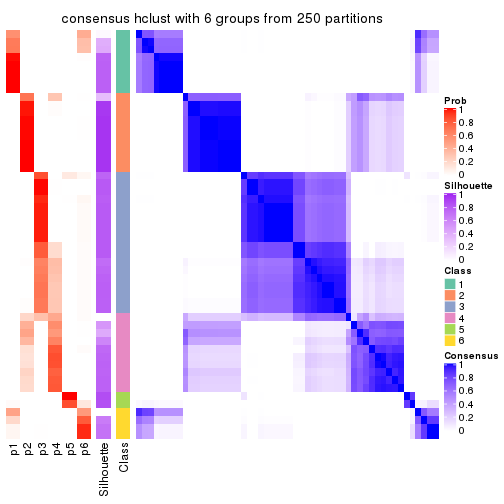 consensus hclust with 6 groups from 250 partitions
Prob
1
0.8
0.6
0.4
0.2
0
Silhouette
1
0.8
0.6
0.4
0.2
0
Class
1
2
3
4
5
6
Consensus
1
0.8
0.6
0.4
0.2
0
p1
p2
p3
p4
p5
p6
Silhouette
Class